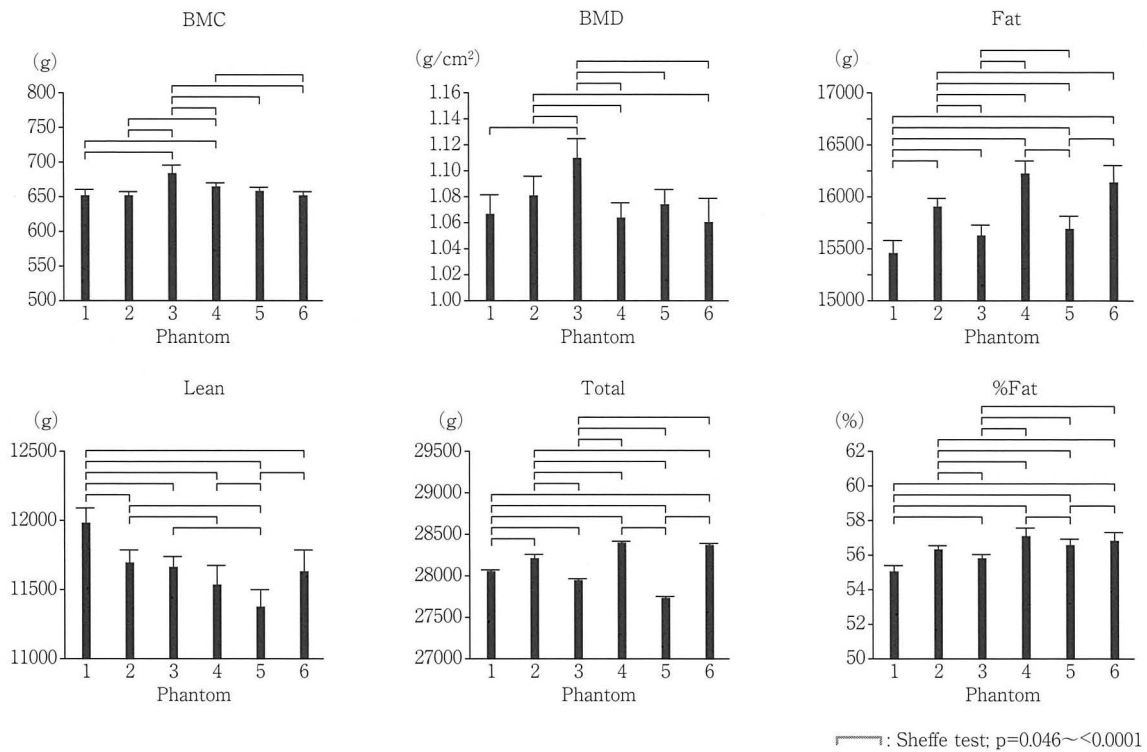 BMC
(g)
800
750
700
650
600
550
500
1 2 3 4 5 6
Phantom
BMD
(g/cm²)
1.16
1.14
1.12
1.10
1.08
1.06
1.04
1.02
1.00
1 2 3 4 5 6
Phantom
Fat
(g)
17000
16500
16000
15500
15000
1 2 3 4 5 6
Phantom
Lean
(g)
12500
12000
11500
11000
1 2 3 4 5 6
Phantom
Total
(g)
29500
29000
28500
28000
27500
27000
1 2 3 4 5 6
Phantom
%Fat
(%)
62
60
58
56
54
52
50
1 2 3 4 5 6
Phantom
: Sheffe test; p=0.046～<0.0001